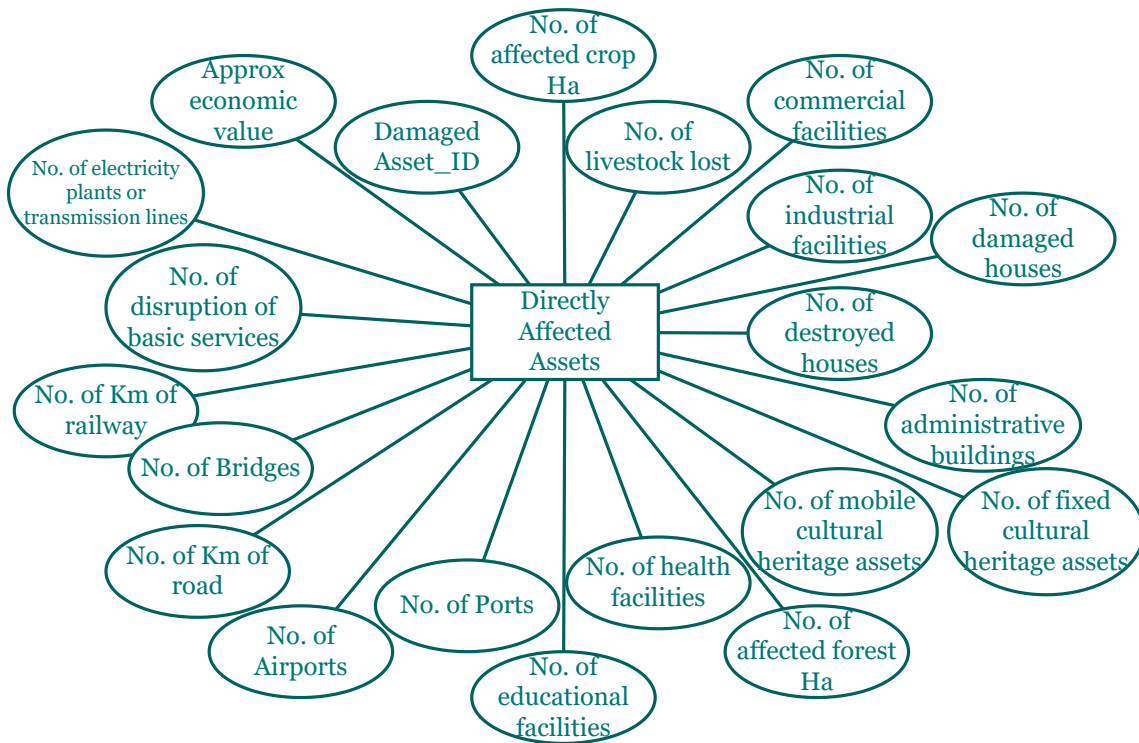 No. of
affected crop
Ha
Approx
economic
value
No. of
commercial
facilities
Damaged
Asset_ID
No. of
livestock lost
No. of electricity
plants or
transmission lines
No. of
industrial
facilities
No. of
damaged
houses
No. of
disruption of
basic services
Directly
Affected
Assets
No. of
destroyed
houses
No. of Km of
railway
No. of
administrative
buildings
No. of Bridges
No. of mobile
cultural
heritage assets
No. of fixed
cultural
heritage assets
No. of Km of
road
No. of health
facilities
No. of Ports
No. of
Airports
No. of
affected forest
Ha
No. of
educational
facilities